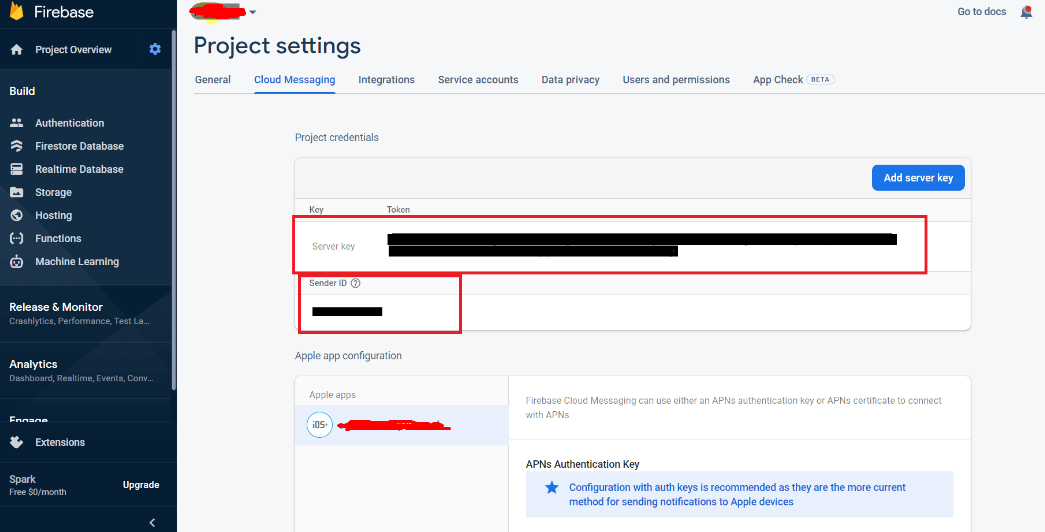 Firebase
Go to docs
Project Overview
Project settings
General
Cloud Messaging
Integrations
Service accounts
Data privacy
Users and permissions
App Check BETA
Build
Authentication
Firestore Database
Realtime Database
Storage
Hosting
Functions
Machine Learning
Release & Monitor
Crashlytics, Performance, Test La...
Analytics
Dashboard, Realtime, Events, Conv...
Engage
Extensions
Spark
Free $0/month
Upgrade
Project credentials
Add server key
Key
Token
Server key
Sender ID
Apple app configuration
Apple apps
iOS+
Firebase Cloud Messaging can use either an APNs authentication key or APNs certificate to connect
with APNs
APNs Authentication Key
Configuration with auth keys is recommended as they are the more current
method for sending notifications to Apple devices